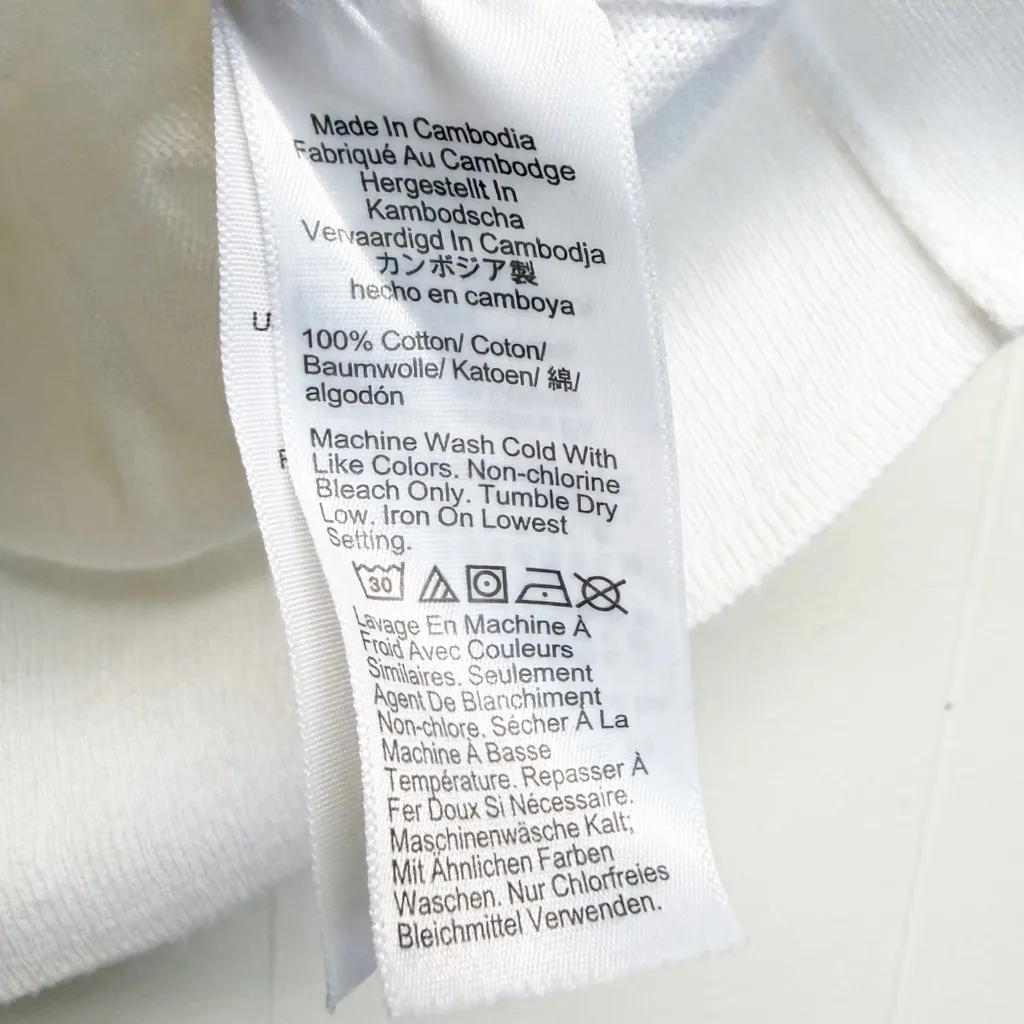 Made In Cambodia
Fabriqué Au Cambodge
Hergestellt In
Kambodscha
Vervaardigd In Cambodja
カンボジア製
hecho en camboya
U
100% Cotton/ Coton/
Baumwolle/ Katoen/ 綿/
algodón
Machine Wash Cold With
Like Colors. Non-chlorine
Bleach Only. Tumble Dry
Low. Iron On Lowest
Setting.
30
Lavage En Machine À
Froid Avec Couleurs
Similaires. Seulement
Agent De Blanchiment
Non-chlore. Sécher À La
Machine À Basse
Température. Repasser À
Fer Doux Si Nécessaire.
Maschinenwäsche Kalt;
Mit Ähnlichen Farben
Waschen. Nur Chlorfreies
Bleichmittel Verwenden.